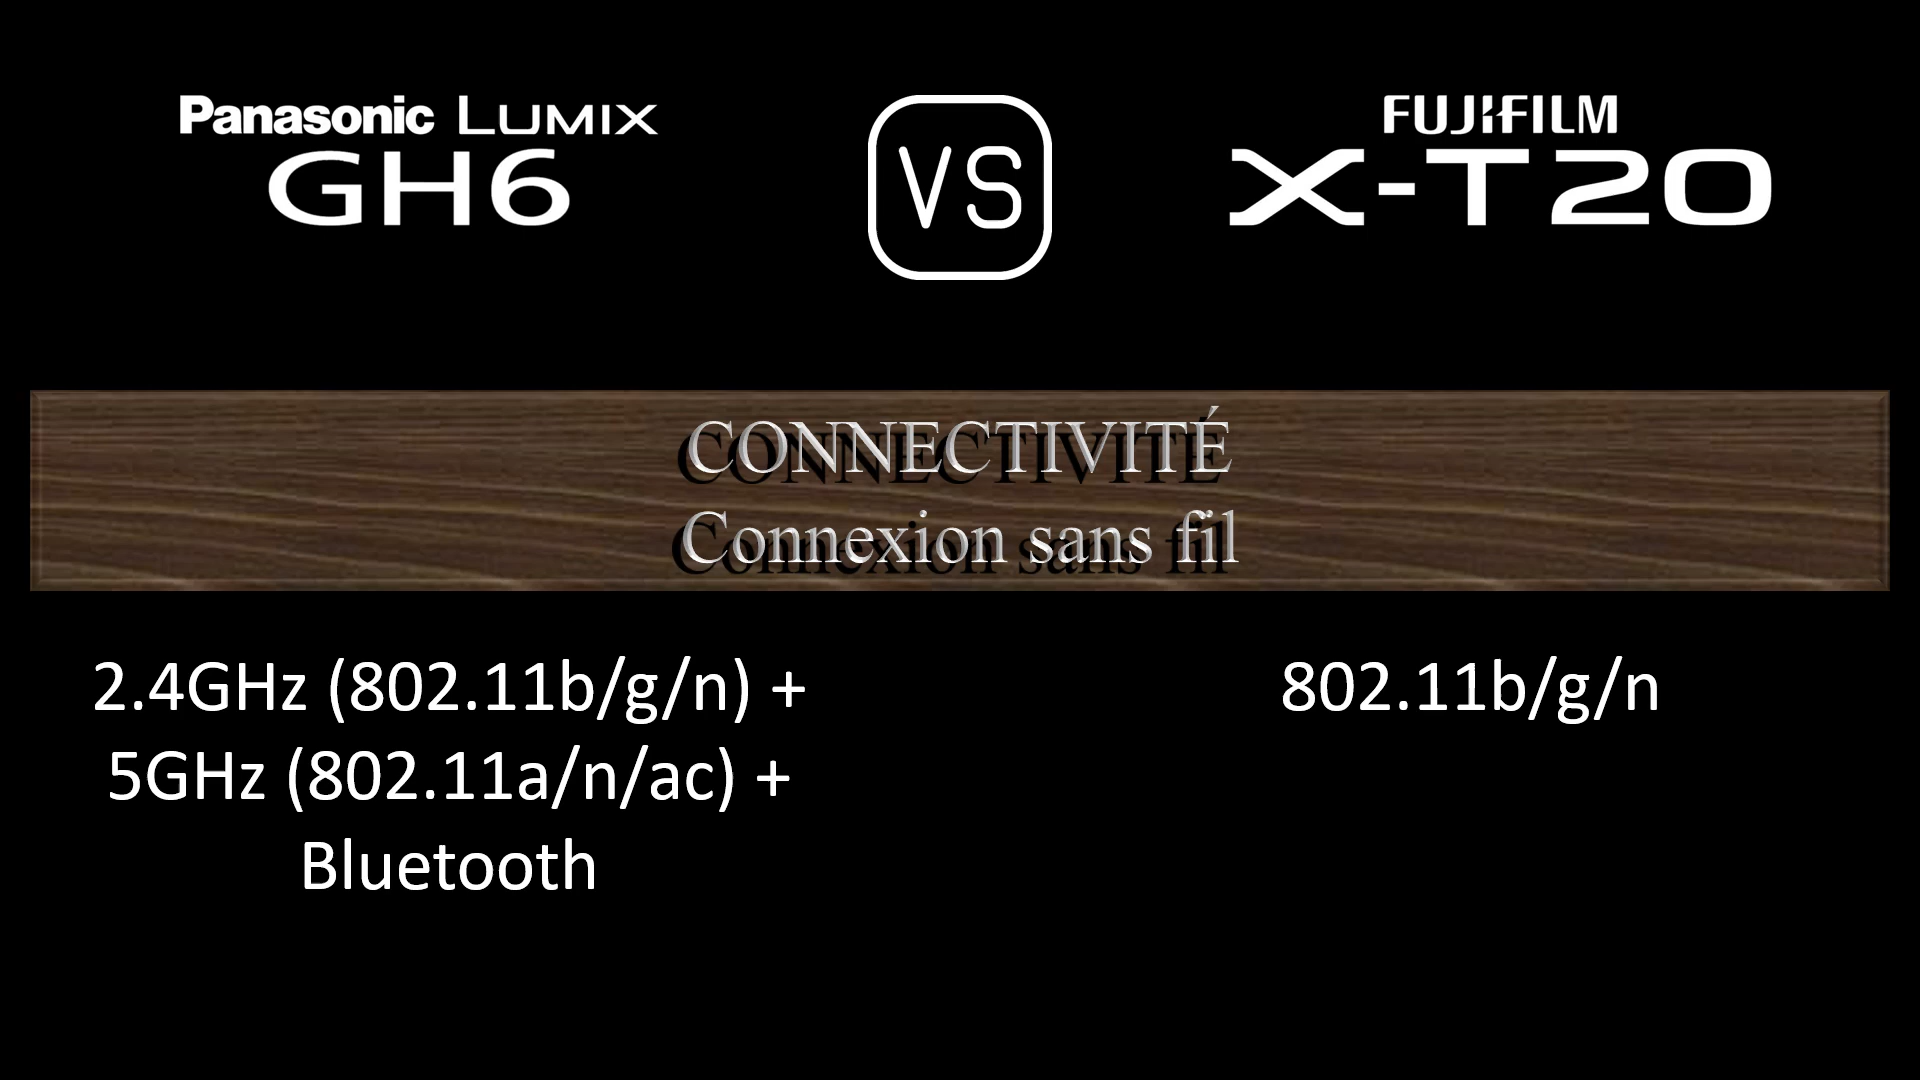 Panasonic LUMIX
GH6
VS
FUJIFILM
X-T20
CONNECTIVITÉ
Connexion sans fil
2.4GHz (802.11b/g/n) +
5GHz (802.11a/n/ac) +
Bluetooth
802.11b/g/n